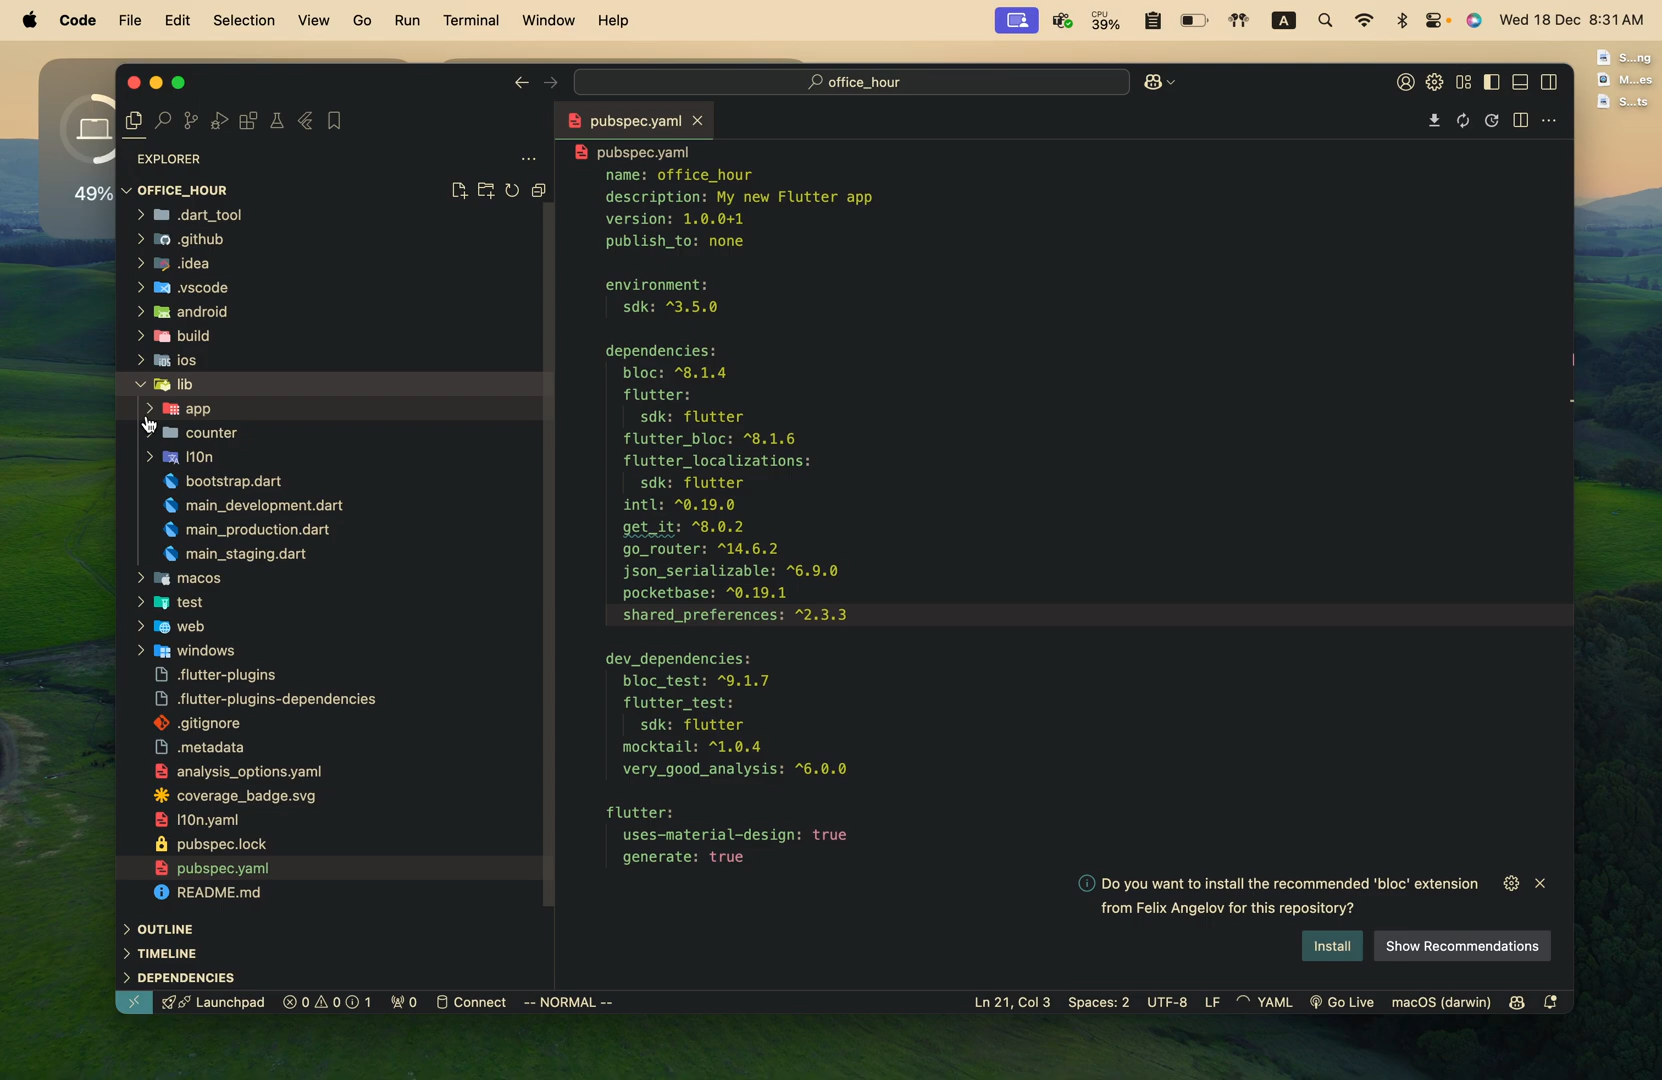 Code File Edit Selection View Go Run Terminal Window Help
CPU
39%
A
Wed 18 Dec 8:31 AM
S...ng
M...es
S...ts
49%
office_hour
EXPLORER
OFFICE_HOUR
.dart_tool
.github
.idea
.vscode
android
build
ios
lib
app
counter
l10n
bootstrap.dart
main_development.dart
main_production.dart
main_staging.dart
macos
test
web
windows
.flutter-plugins
.flutter-plugins-dependencies
.gitignore
.metadata
analysis_options.yaml
coverage_badge.svg
l10n.yaml
pubspec.lock
pubspec.yaml
README.md
OUTLINE
TIMELINE
DEPENDENCIES
pubspec.yaml
pubspec.yaml
name: office_hour
description: My new Flutter app
version: 1.0.0+1
publish_to: none
environment:
sdk: ^3.5.0
dependencies:
bloc: ^8.1.4
flutter:
sdk: flutter
flutter_bloc: ^8.1.6
flutter_localizations:
sdk: flutter
intl: ^0.19.0
get_it: ^8.0.2
go_router: ^14.6.2
json_serializable: ^6.9.0
pocketbase: ^0.19.1
shared_preferences: ^2.3.3
dev_dependencies:
bloc_test: ^9.1.7
flutter_test:
sdk: flutter
mocktail: ^1.0.4
very_good_analysis: ^6.0.0
flutter:
uses-material-design: true
generate: true
Do you want to install the recommended 'bloc' extension
from Felix Angelov for this repository?
Install
Show Recommendations
Launchpad 0 0 1 0 Connect -- NORMAL -- Ln 21, Col 3 Spaces: 2 UTF-8 LF YAML Go Live macOS (darwin)